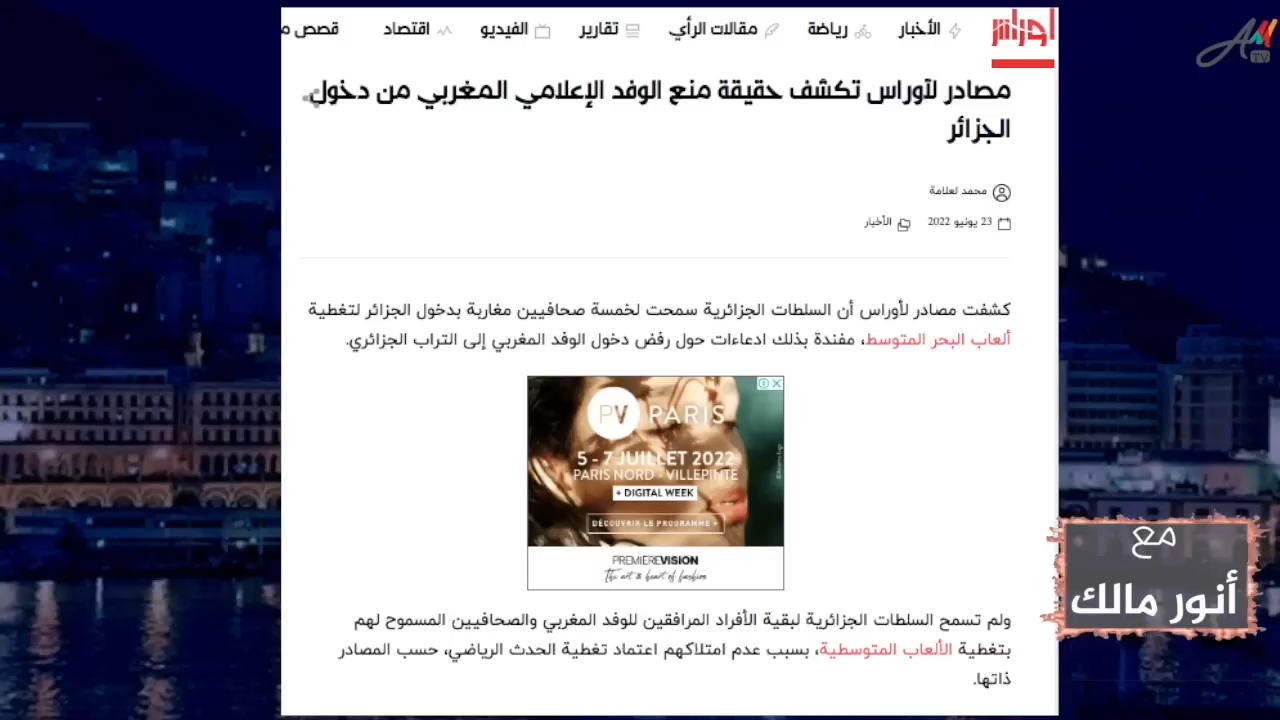 أوراس
الأخبار
رياضة
مقالات الرأي
تقارير
الفيديو
اقتصاد
قصص م
TV
مصادر لأوراس تكشف حقيقة منع الوفد الإعلامي المغربي من دخول
الجزائر
محمد لعلامة
23 يونيو 2022
الأخبار
كشفت مصادر لأوراس أن السلطات الجزائرية سمحت لخمسة صحافيين مغاربة بدخول الجزائر لتغطية
ألعاب البحر المتوسط، مفندة بذلك ادعاءات حول رفض دخول الوفد المغربي إلى التراب الجزائري.
PV PARIS
5 - 7 JUILLET 2022
PARIS NORD - VILLEPINTE
+ DIGITAL WEEK
DÉCOUVRIR LE PROGRAMME +
PREMIEREVISION
The art & heart of fashion
مع
أنور مالك
ولم تسمح السلطات الجزائرية لبقية الأفراد المرافقين للوفد المغربي والصحافيين المسموح لهم
بتغطية الألعاب المتوسطية، بسبب عدم امتلاكهم اعتماد تغطية الحدث الرياضي، حسب المصادر
ذاتها.